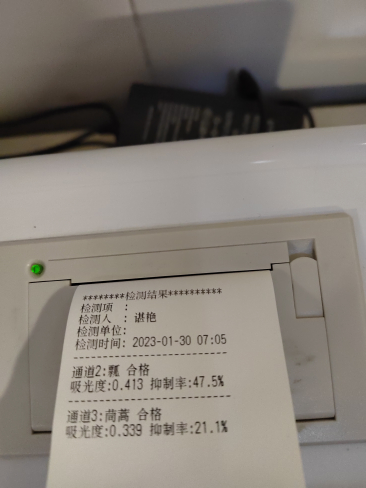 ********检测结果**********
检测项  :
检测人  : 谌艳
检测单位:
检测时间: 2023-01-30 07:05
------------------------
通道2:瓢 合格
吸光度:0.413 抑制率:47.5%
------------------------
通道3:茼蒿 合格
吸光度:0.339 抑制率:21.1%